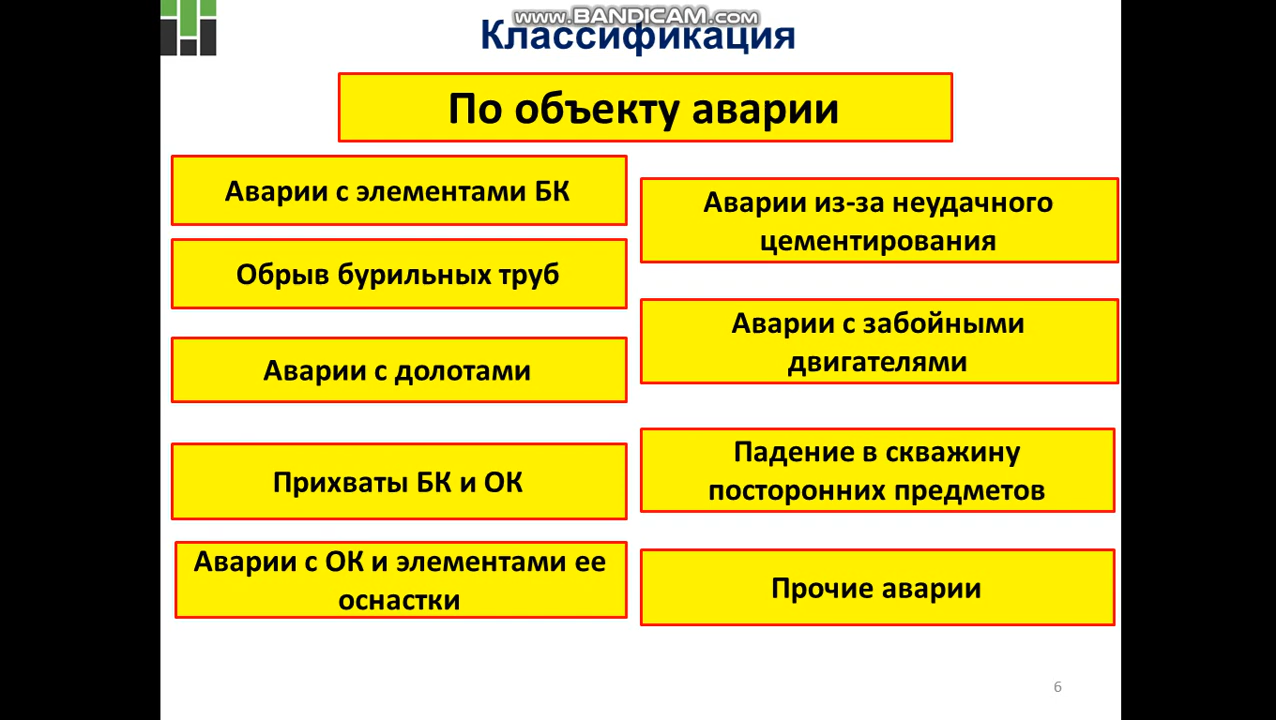 www.BANDICAM.com
Классификация
По объекту аварии
Аварии с элементами БК
Обрыв бурильных труб
Аварии с долотами
Прихваты БК и ОК
Аварии с ОК и элементами ее
оснастки
Аварии из-за неудачного
цементирования
Аварии с забойными
двигателями
Падение в скважину
посторонних предметов
Прочие аварии
6